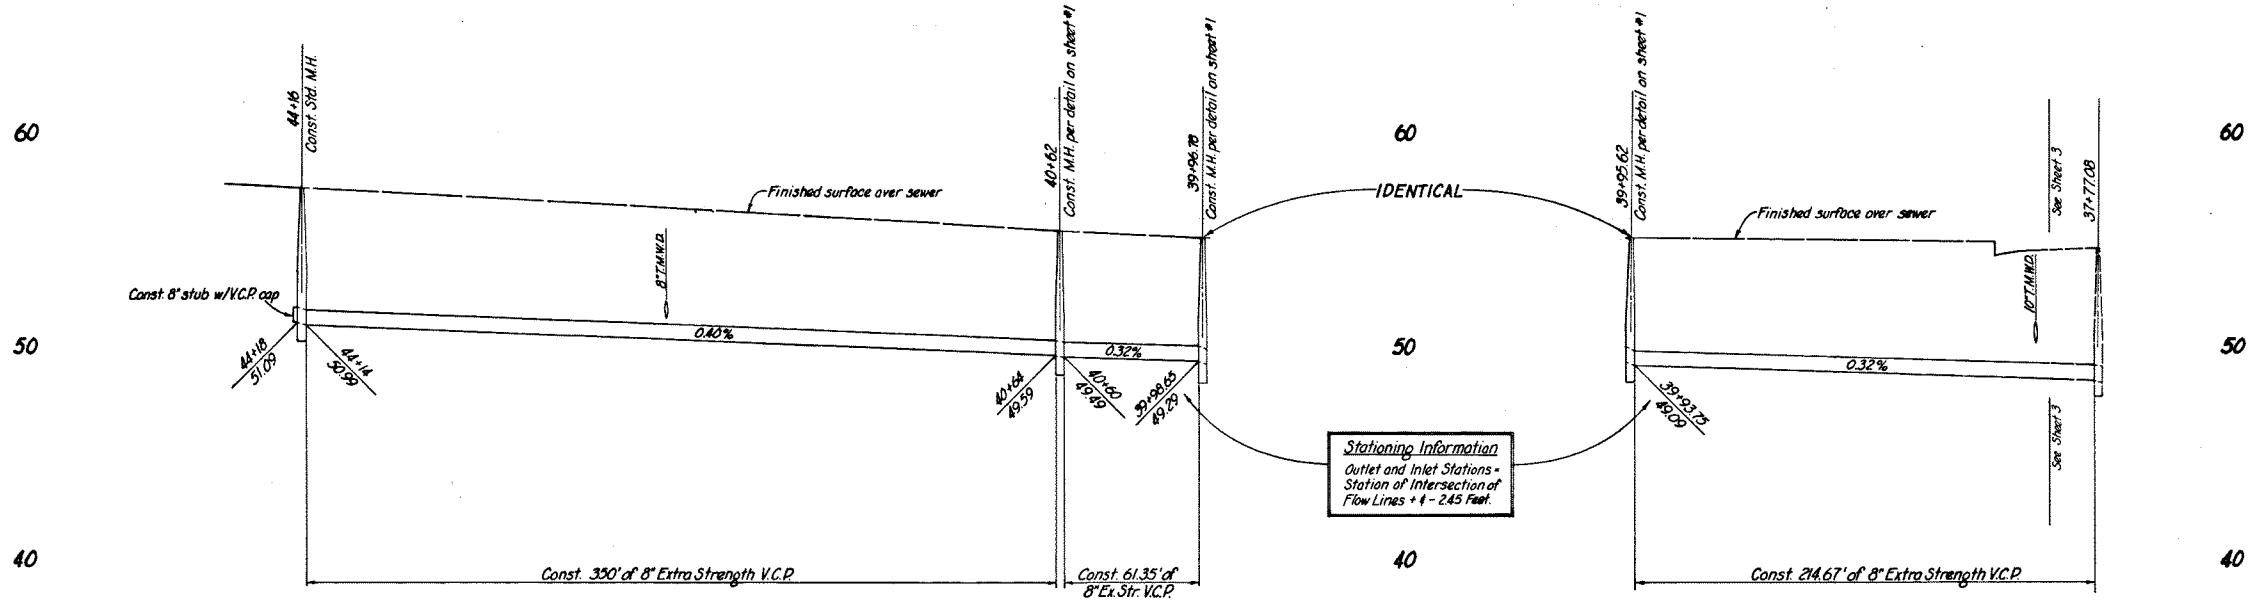 44+16
Const. Std. M.H.
40+62
Const. M.H. per detail on sheet #1
39+96.78
Const. M.H. per detail on sheet #1
39+95.62
Const. M.H. per detail on sheet #1
See Sheet 3
37+77.08
60
60
60
Finished surface over sewer
IDENTICAL
Finished surface over sewer
8" T.M.W.D.
10" T.M.W.D.
Const. 8" stub w/V.C.P. cap
50
50
50
0.40%
0.32%
0.32%
44+18
51.09
44+14
50.99
40+64
49.59
40+60
49.49
39+98.65
49.29
39+93.75
49.09
See Sheet 3
Stationing Information
Outlet and Inlet Stations =
Station of Intersection of
Flow Lines + & - 2.45 Feet.
40
40
40
Const. 350' of 8" Extra Strength V.C.P.
Const. 61.35' of
8" Ex. Str. V.C.P.
Const. 214.67' of 8" Extra Strength V.C.P.